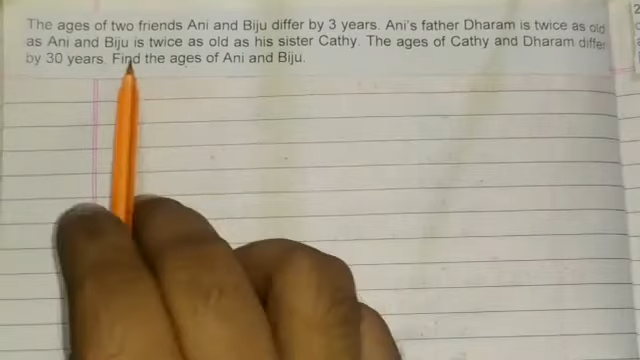 The ages of two friends Ani and Biju differ by 3 years. Ani's father Dharam is twice as old
as Ani and Biju is twice as old as his sister Cathy. The ages of Cathy and Dharam differ
by 30 years. Find the ages of Ani and Biju.
2